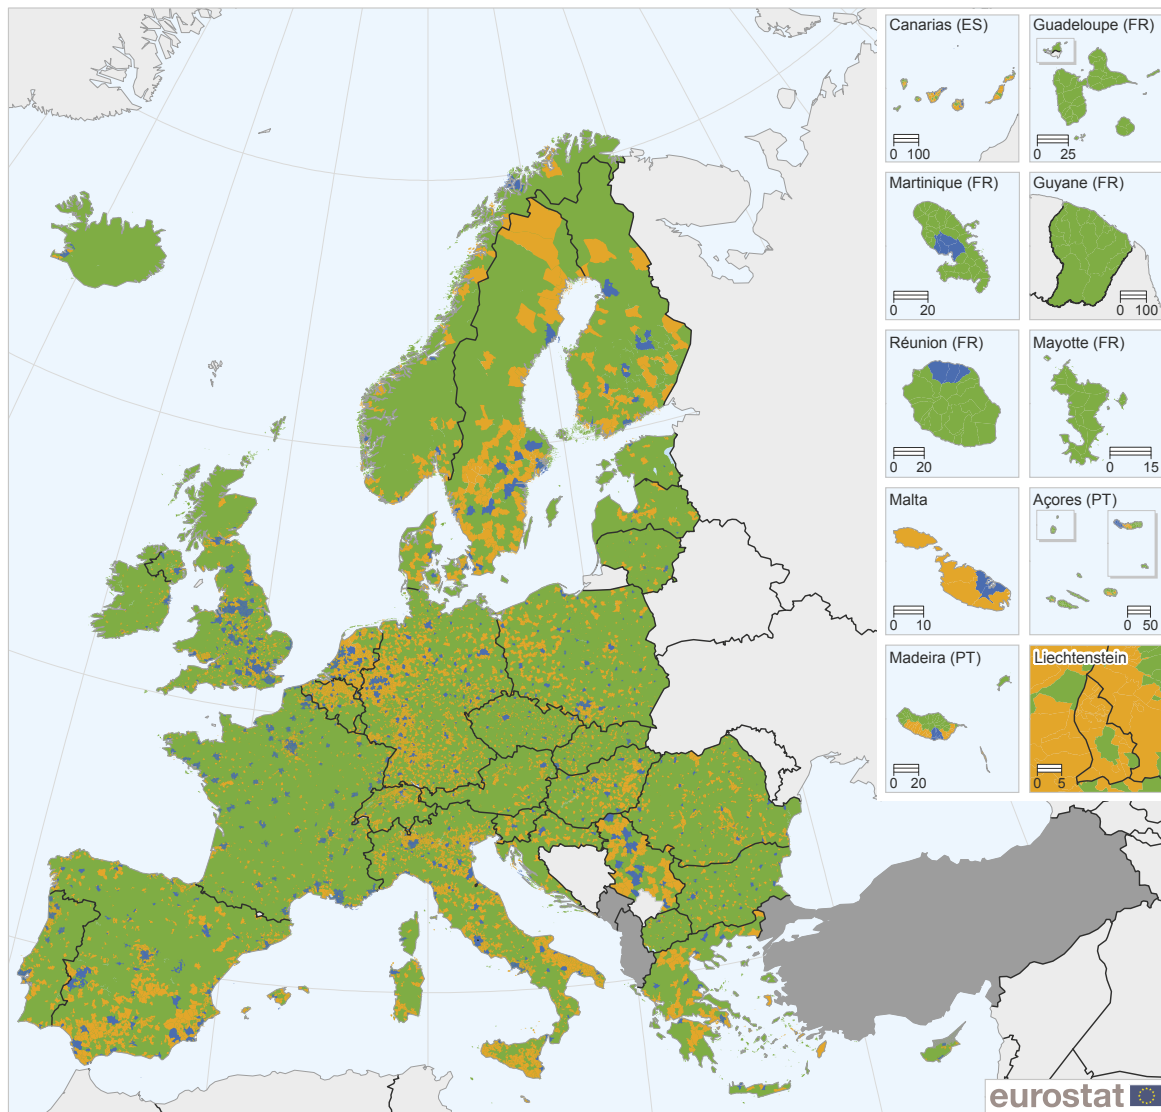 Canarias (ES)
0 100
Guadeloupe (FR)
0 25
Martinique (FR)
0 20
Guyane (FR)
0 100
Réunion (FR)
0 20
Mayotte (FR)
0 15
Malta
0 10
Açores (PT)
0 50
Madeira (PT)
0 20
Liechtenstein
0 5
eurostat